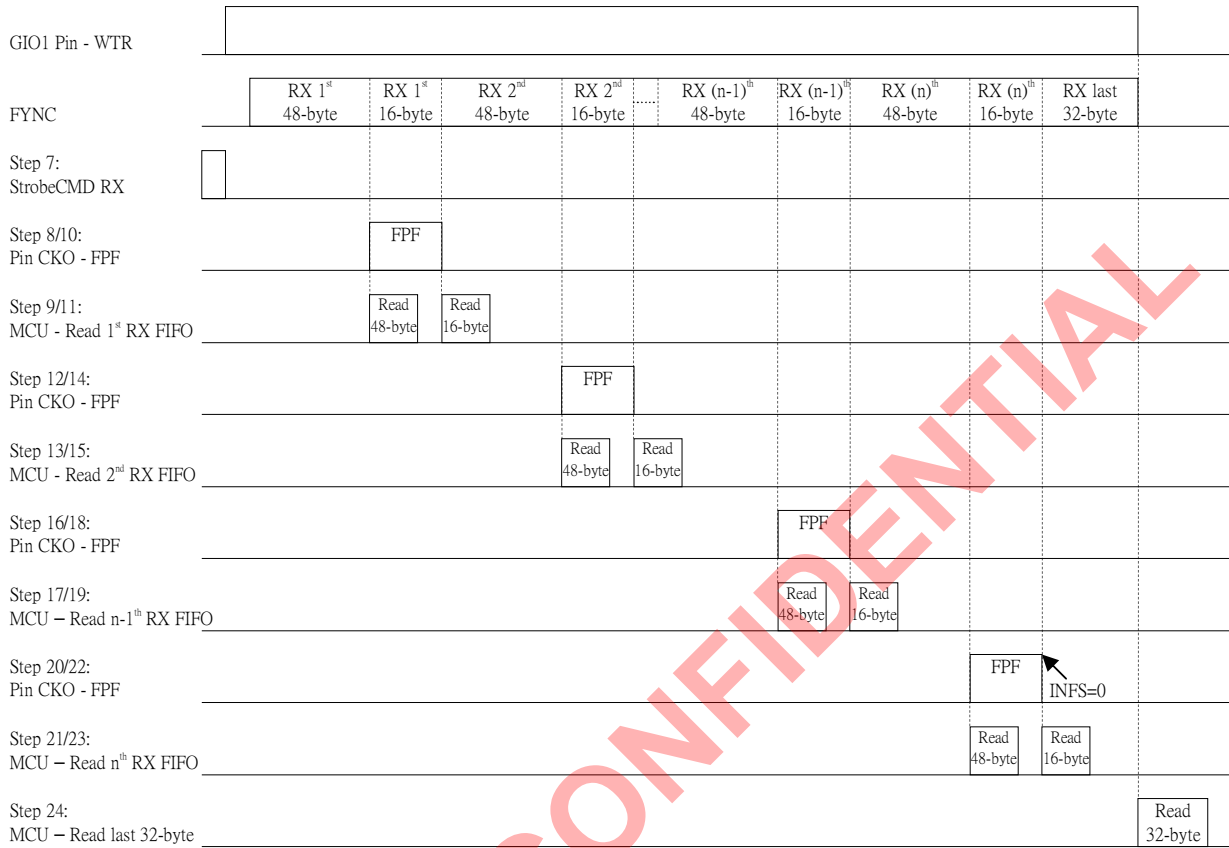 GIO1 Pin - WTR
FYNC
RX 1st
48-byte
RX 1st
16-byte
RX 2nd
48-byte
RX 2nd
16-byte
......
RX (n-1)th
48-byte
RX (n-1)th
16-byte
RX (n)th
48-byte
RX (n)th
16-byte
RX last
32-byte
Step 7:
StrobeCMD RX
Step 8/10:
Pin CKO - FPF
FPF
Step 9/11:
MCU - Read 1st RX FIFO
Read
48-byte
Read
16-byte
Step 12/14:
Pin CKO - FPF
FPF
Step 13/15:
MCU - Read 2nd RX FIFO
Read
48-byte
Read
16-byte
Step 16/18:
Pin CKO - FPF
FPF
Step 17/19:
MCU – Read n-1th RX FIFO
Read
48-byte
Read
16-byte
Step 20/22:
Pin CKO - FPF
FPF
INFS=0
Step 21/23:
MCU – Read nth RX FIFO
Read
48-byte
Read
16-byte
Step 24:
MCU – Read last 32-byte
Read
32-byte
CONFIDENTIAL